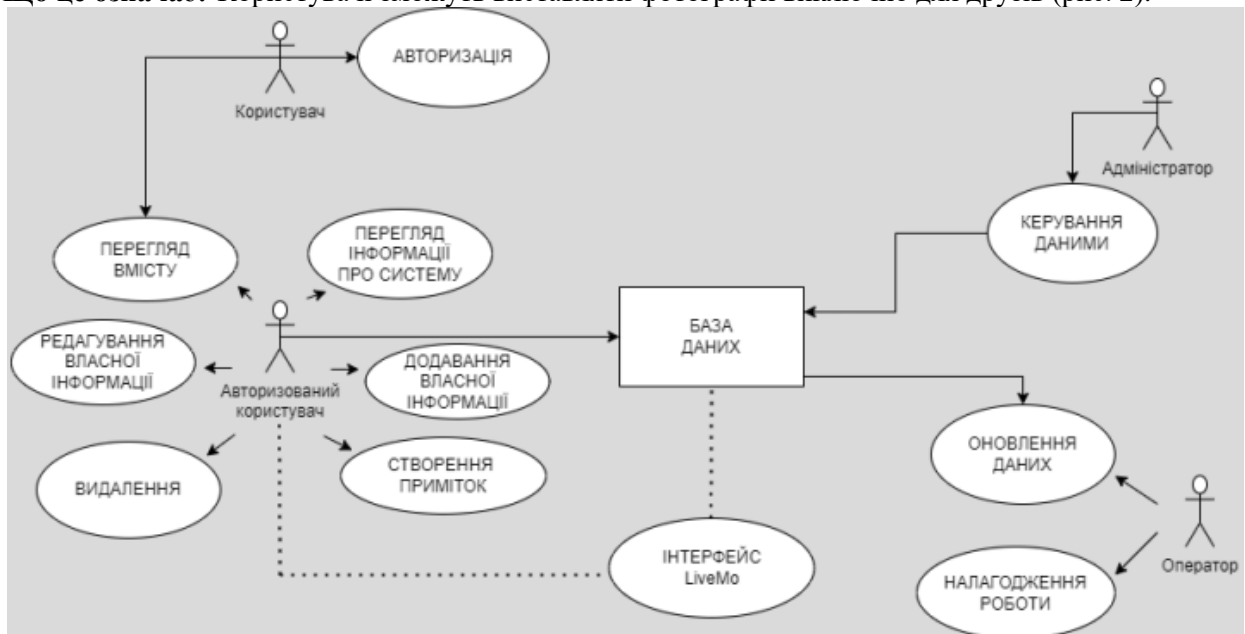 АВТОРИЗАЦІЯ
Користувач
Адміністратор
ПЕРЕГЛЯД
ВМІСТУ
ПЕРЕГЛЯД
ІНФОРМАЦІЇ
ПРО СИСТЕМУ
КЕРУВАННЯ
ДАНИМИ
БАЗА
ДАНИХ
РЕДАГУВАННЯ
ВЛАСНОЇ
ІНФОРМАЦІЇ
Авторизований
користувач
ДОДАВАННЯ
ВЛАСНОЇ
ІНФОРМАЦІЇ
ВИДАЛЕННЯ
СТВОРЕННЯ
ПРИМІТОК
ОНОВЛЕННЯ
ДАНИХ
ІНТЕРФЕЙС
LiveMo
Оператор
НАЛАГОДЖЕННЯ
РОБОТИ